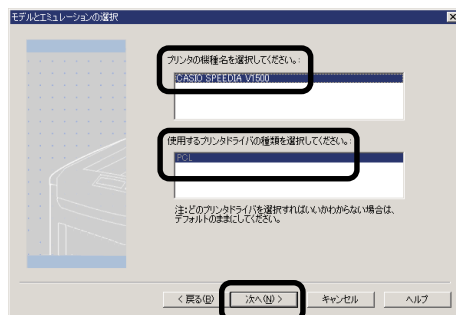 モデルとエミュレーションの選択
プリンタの機種名を選択してください。:
CASIO SPEEDIA V1500
使用するプリンタドライバの種類を選択してください。:
PCL
注:どのプリンタドライバを選択すればいいかわからない場合は、
デフォルトのままにしてください。
< 戻る(B) 次へ(N) > キャンセル ヘルプ